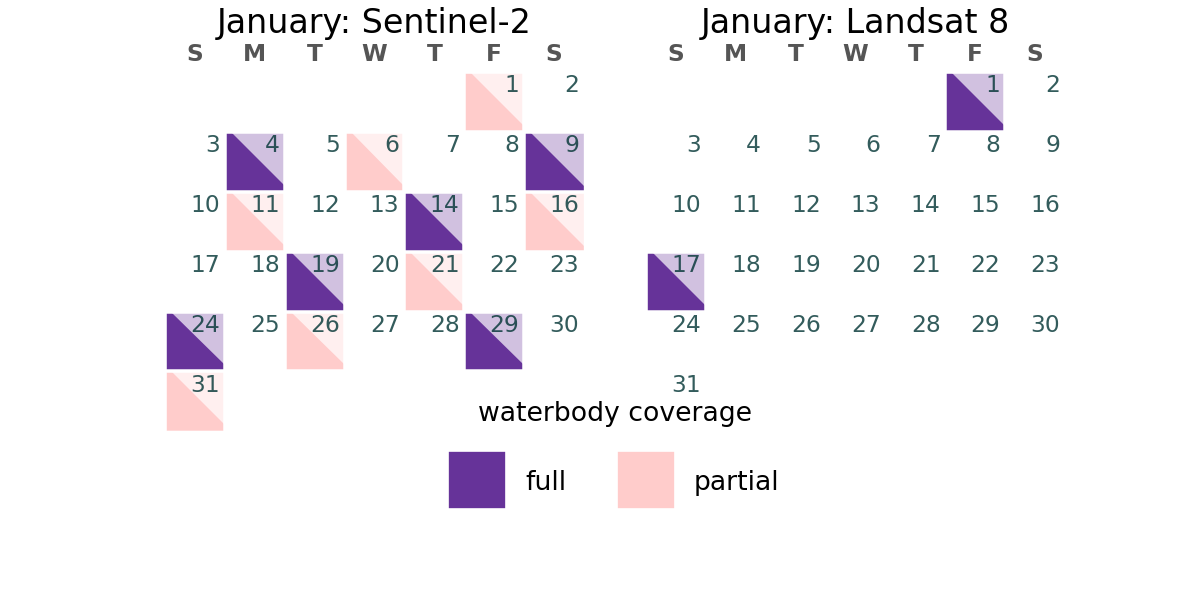 January: Sentinel-2
S M T W T F S
1 2
3 4 5 6 7 8 9
10 11 12 13 14 15 16
17 18 19 20 21 22 23
24 25 26 27 28 29 30
31
January: Landsat 8
S M T W T F S
1 2
3 4 5 6 7 8 9
10 11 12 13 14 15 16
17 18 19 20 21 22 23
24 25 26 27 28 29 30
31
waterbody coverage
full partial